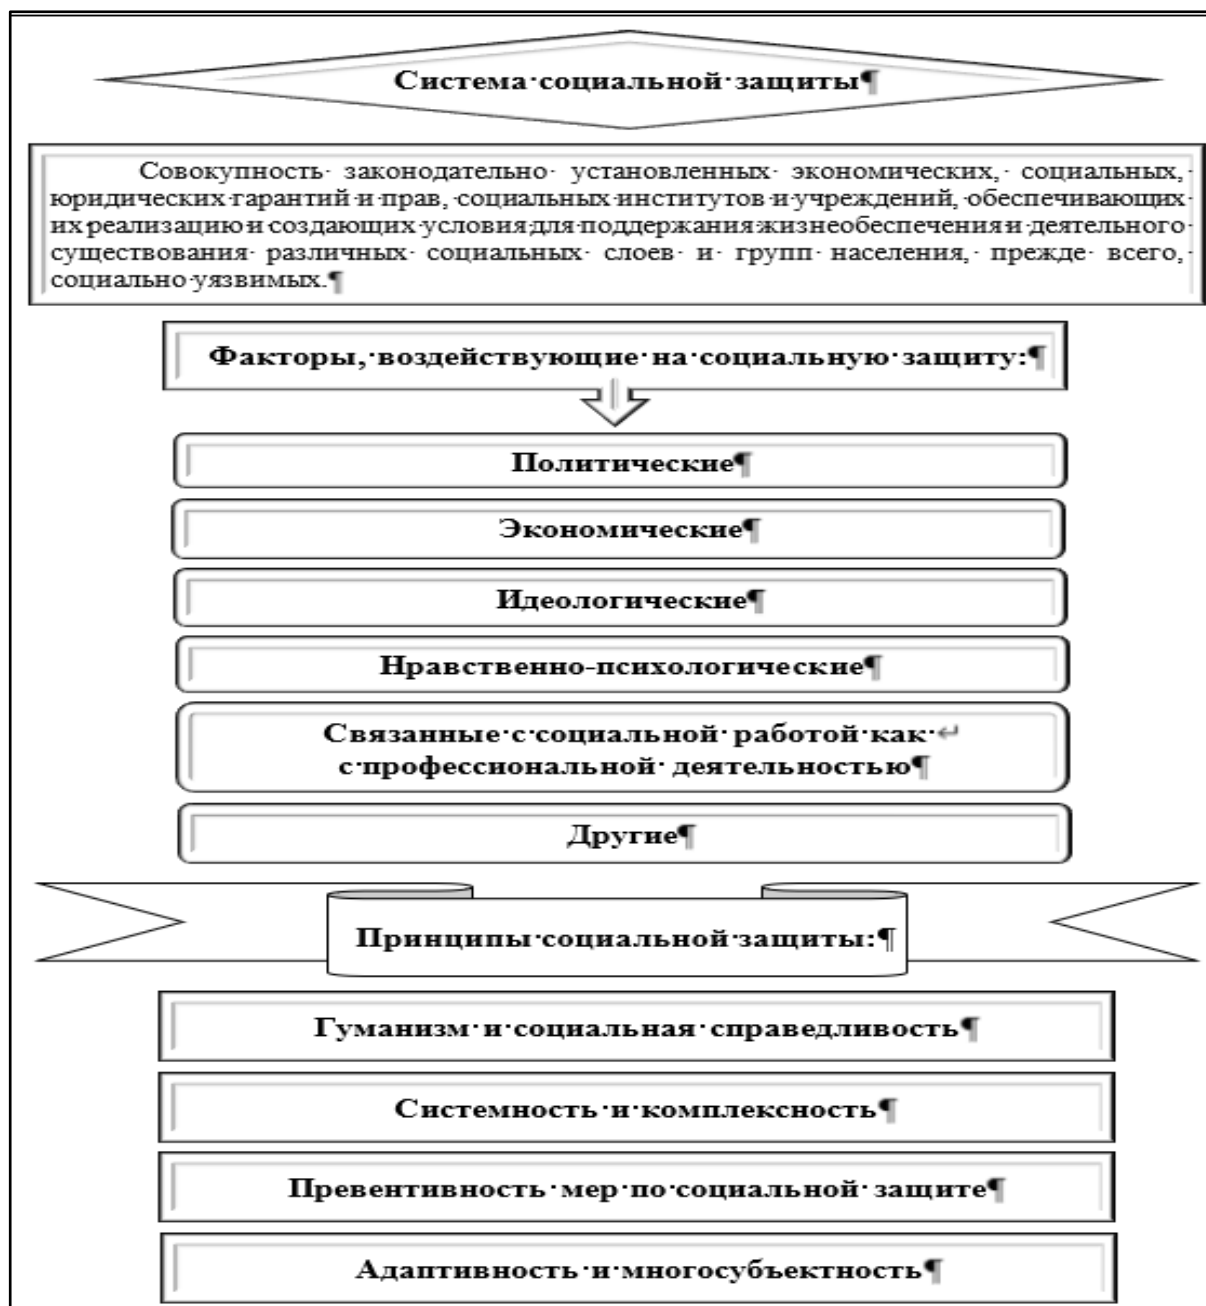 Система социальной защиты¶
Совокупность законодательно установленных экономических, социальных,
юридических гарантий и прав, социальных институтов и учреждений, обеспечивающих
их реализацию и создающих условия для поддержания жизнеобеспечения и деятельного
существования различных социальных слоев и групп населения, прежде всего,
социально уязвимых.¶
Факторы, воздействующие на социальную защиту:¶
Политические¶
Экономические¶
Идеологические¶
Нравственно-психологические¶
Связанные с социальной работой как ↵
с профессиональной деятельностью¶
Другие¶
Принципы социальной защиты:¶
Гуманизм и социальная справедливость¶
Системность и комплексность¶
Превентивность мер по социальной защите¶
Адаптивность и многосубъектность¶